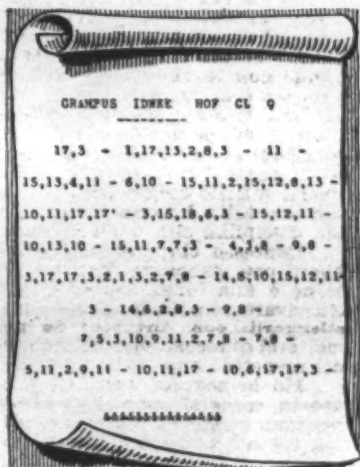 GRAMPUS IDNEE HOF CL Q
17,3 - 1,17,13,2,8,3 - 11 -
15,13,4,11 - 6,10 - 15,11,2,15,12,8,13 -
10,11,17,17' - 3,15,18,6,3 - 15,12,11 -
10,13,10 - 15,11,7,7,3 - 4,3,8 - 9,8 -
3,17,17,3,2,1,3,2,7,8 - 14,8,10,15,12,11-
3 - 14,6,2,8,3 - 9,8 -
7,5,3,10,9,11,2,7,8 - 7,8 -
5,11,2,9,11 - 10,11,17 - 10,6,17,17,3 -